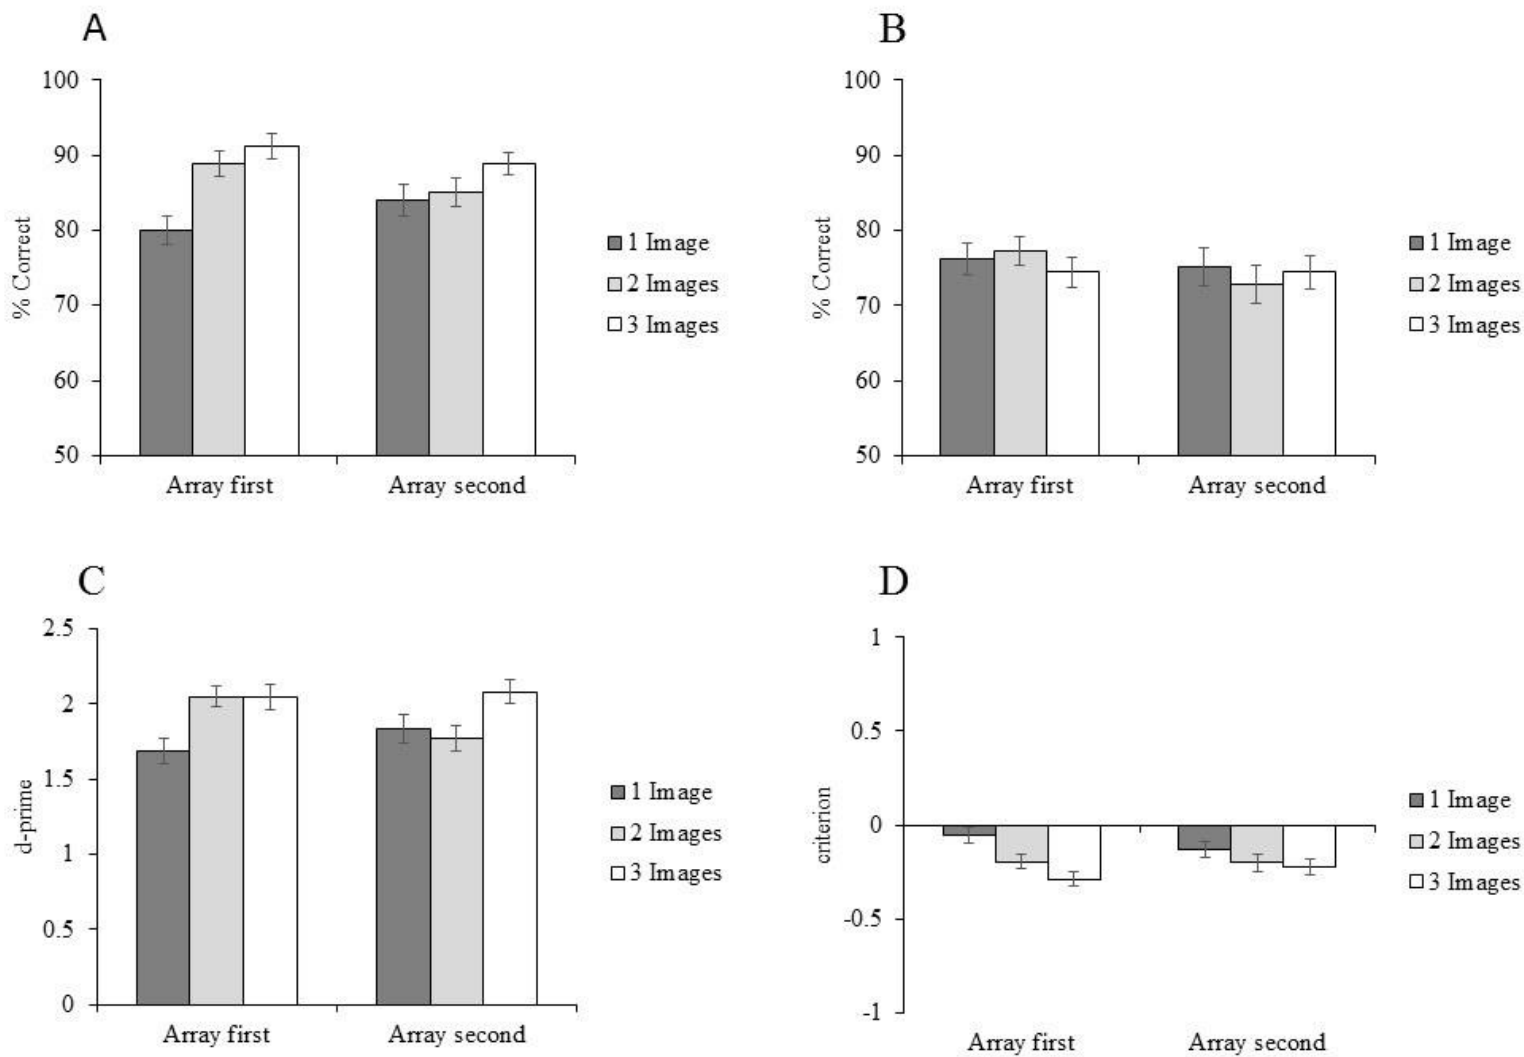 A
100
90
80
70
60
50
% Correct
Array first
Array second
1 Image
2 Images
3 Images
B
100
90
80
70
60
50
% Correct
Array first
Array second
1 Image
2 Images
3 Images
C
2.5
2
1.5
1
0.5
0
d-prime
Array first
Array second
1 Image
2 Images
3 Images
D
1
0.5
0
-0.5
-1
criterion
Array first
Array second
1 Image
2 Images
3 Images